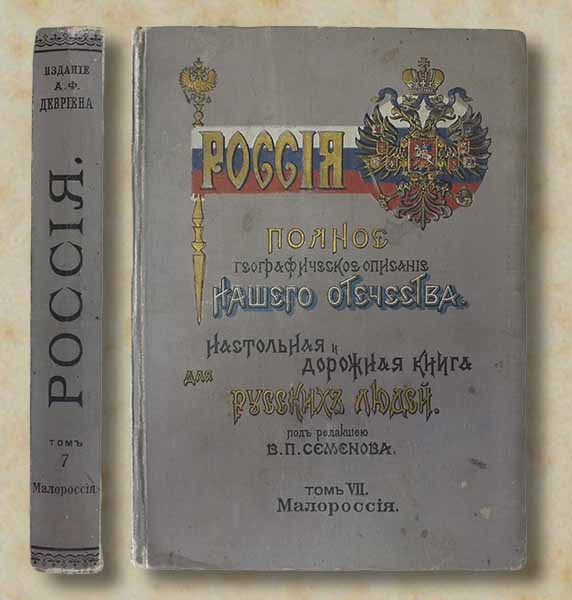 ИЗДАНІЕ
А. Ф.
ДЕВРІЕНА
РОССІЯ.
ТОМЪ
7
Малороссія
РОССІЯ
ПОЛНОЕ
ГЕОГРАФИЧЕСКОЕ ОПИСАНІЕ
НАШЕГО ОТЕЧЕСТВА.
НАСТОЛЬНАЯ И
ДОРОЖНАЯ КНИГА
ДЛЯ
РУССКИХЪ ЛЮДЕЙ.
ПОДЪ РЕДАКЦІЕЮ
В. П. СЕМЕНОВА.
ТОМЪ VII.
Малороссія.